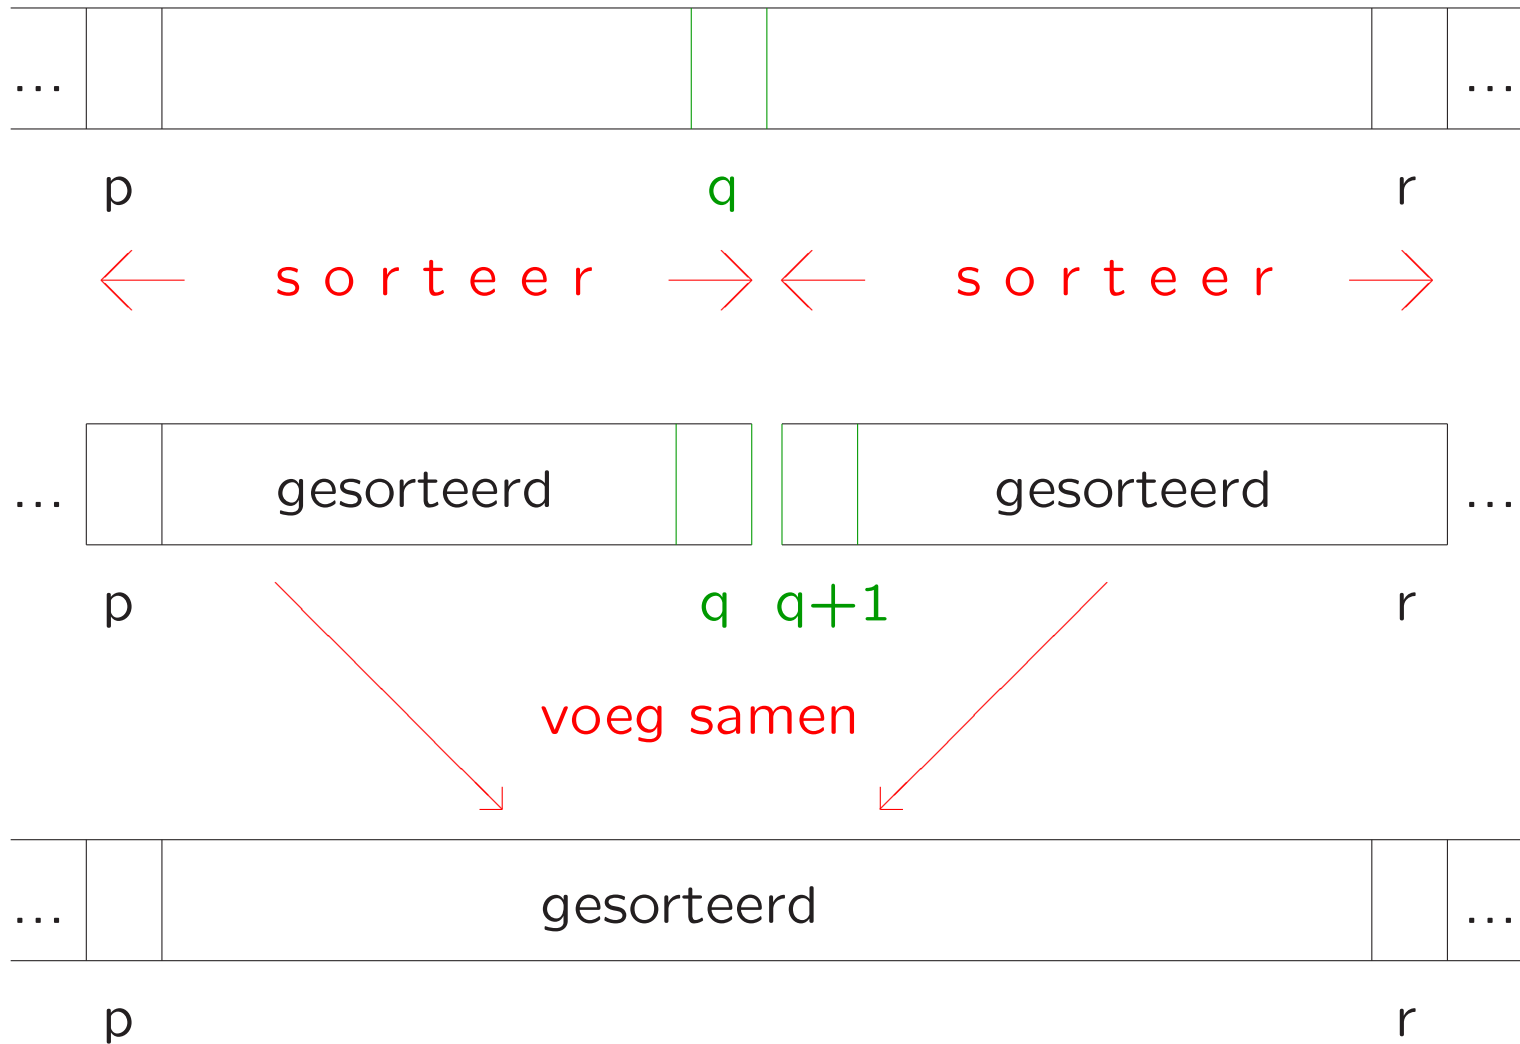 ... ...
p q r
s o r t e e r s o r t e e r
... gesorteerd gesorteerd ...
p q q+1 r
voeg samen
... gesorteerd ...
p r